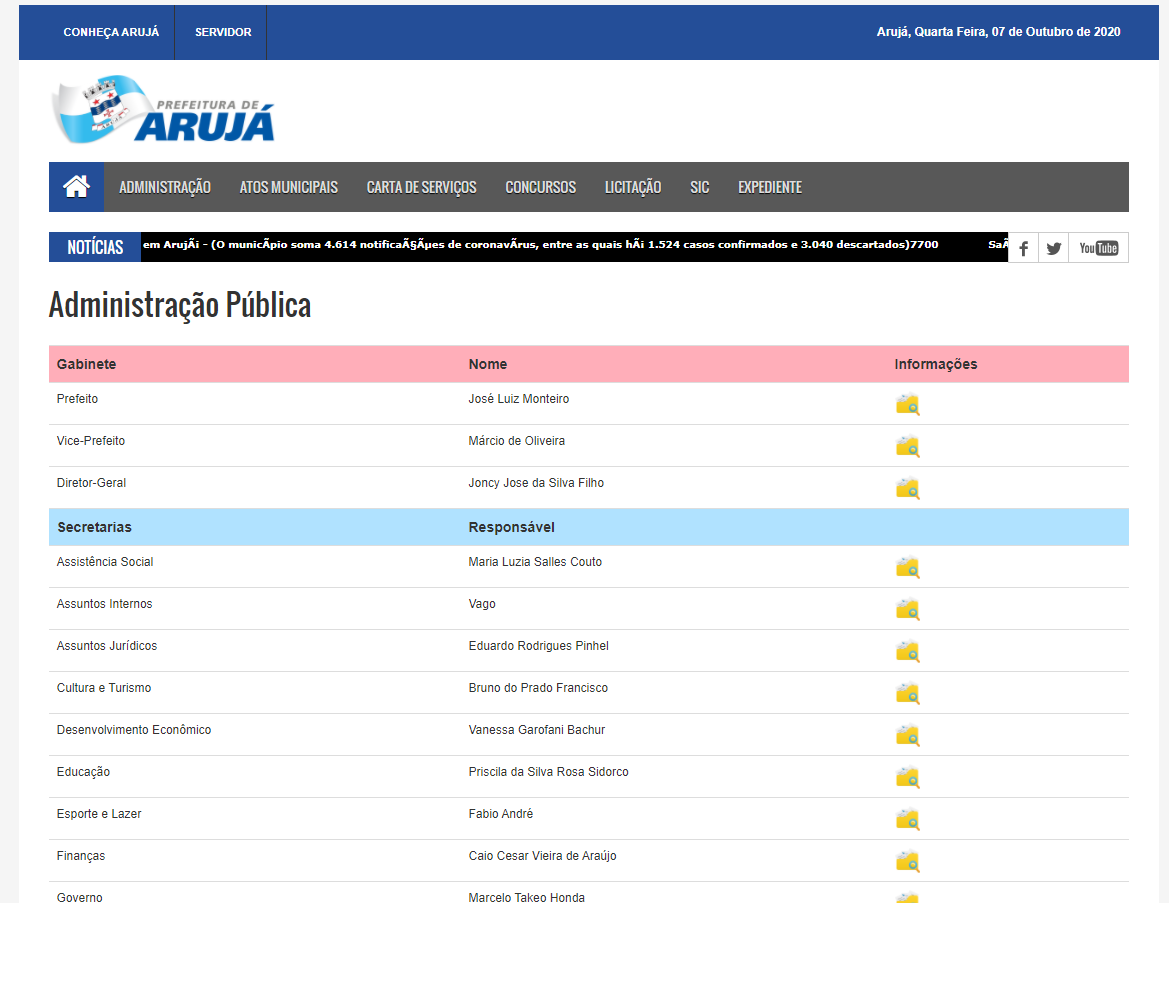 CONHEÇA ARUJÁ SERVIDOR Arujá, Quarta Feira, 07 de Outubro de 2020
PREFEITURA DE
ARUJÁ
ADMINISTRAÇÃO ATOS MUNICIPAIS CARTA DE SERVIÇOS CONCURSOS LICITAÇÃO SIC EXPEDIENTE
NOTÍCIAS em ArujÃi - (O municÃpio soma 4.614 notificaÃ§Ãµes de coronavÃrus, entre as quais hÃi 1.524 casos confirmados e 3.040 descartados)7700 SaÃ You Tube
Administração Pública
Gabinete Nome Informações
Prefeito José Luiz Monteiro
Vice-Prefeito Márcio de Oliveira
Diretor-Geral Joncy Jose da Silva Filho
Secretarias Responsável
Assistência Social Maria Luzia Salles Couto
Assuntos Internos Vago
Assuntos Jurídicos Eduardo Rodrigues Pinhel
Cultura e Turismo Bruno do Prado Francisco
Desenvolvimento Econômico Vanessa Garofani Bachur
Educação Priscila da Silva Rosa Sidorco
Esporte e Lazer Fabio André
Finanças Caio Cesar Vieira de Araújo
Governo Marcelo Takeo Honda